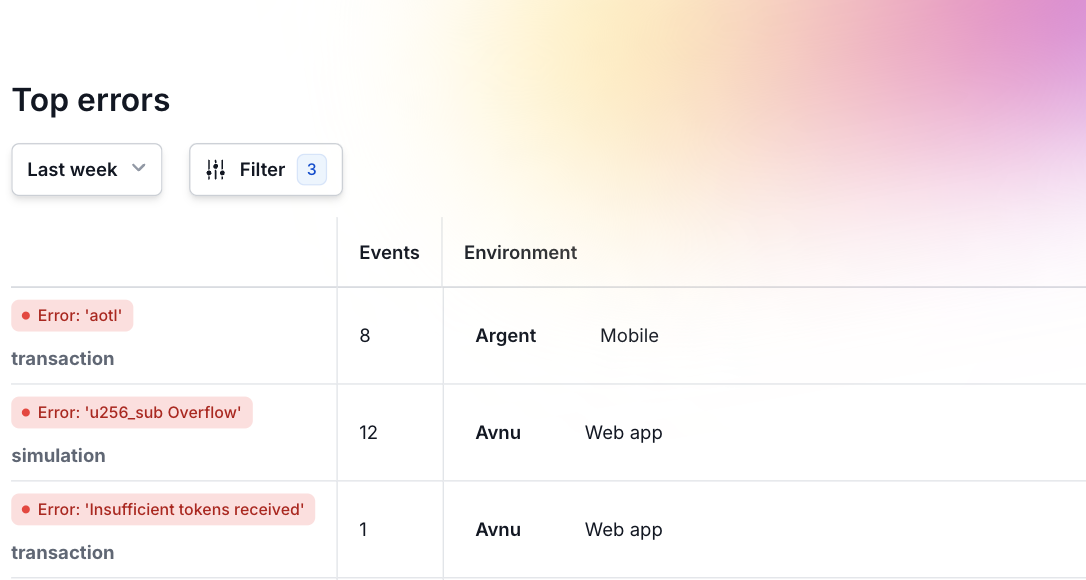 Top errors
Last week
Filter 3
Events Environment
Error: 'aotl'
transaction
8 Argent Mobile
Error: 'u256_sub Overflow'
simulation
12 Avnu Web app
Error: 'Insufficient tokens received'
transaction
1 Avnu Web app